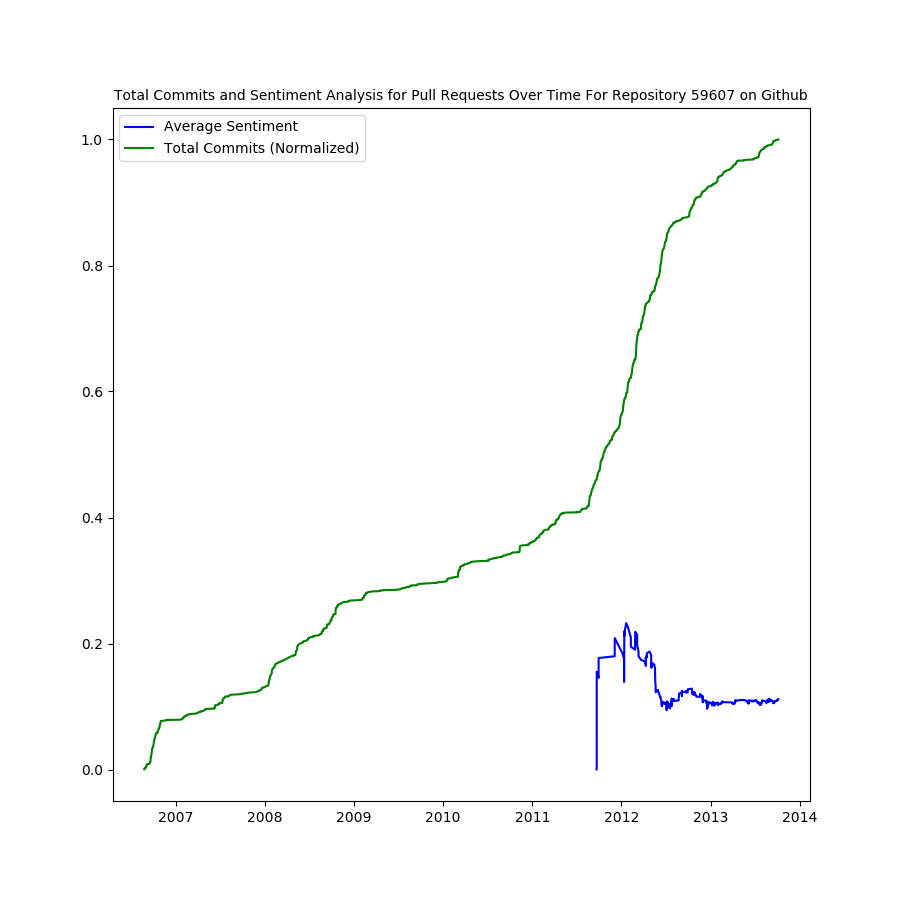 Total Commits and Sentiment Analysis for Pull Requests Over Time For Repository 59607 on Github
Average Sentiment
Total Commits (Normalized)
1.0
0.8
0.6
0.4
0.2
0.0
2007 2008 2009 2010 2011 2012 2013 2014